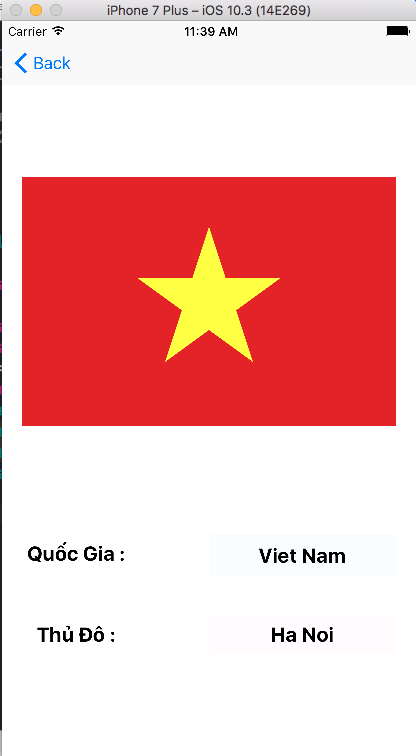 iPhone 7 Plus – iOS 10.3 (14E269)
Carrier 11:39 AM
Back
Quốc Gia : Viet Nam
Thủ Đô : Ha Noi